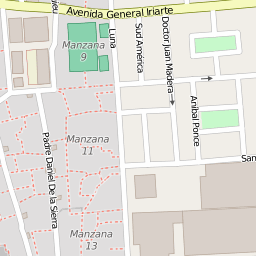 Avenida General Iriarte
Manzana
9
Luna
Sud América
Doctor Juan Madera
Aníbal Ponce
Padre Daniel De la Sierra
Manzana
11
San
Manzana
13